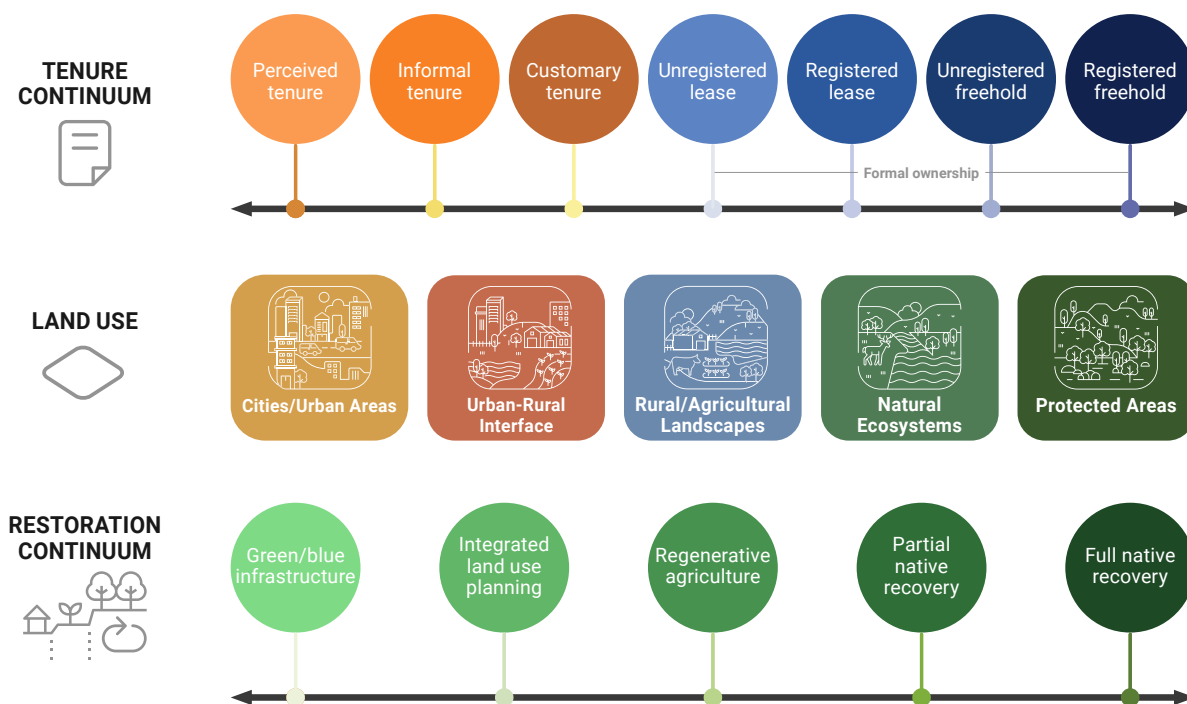 TENURE
CONTINUUM
Perceived
tenure
Informal
tenure
Customary
tenure
Unregistered
lease
Registered
lease
Unregistered
freehold
Registered
freehold
Formal ownership
LAND USE
Cities/Urban Areas
Urban-Rural
Interface
Rural/Agricultural
Landscapes
Natural
Ecosystems
Protected Areas
RESTORATION
CONTINUUM
Green/blue
infrastructure
Integrated
land use
planning
Regenerative
agriculture
Partial
native
recovery
Full native
recovery